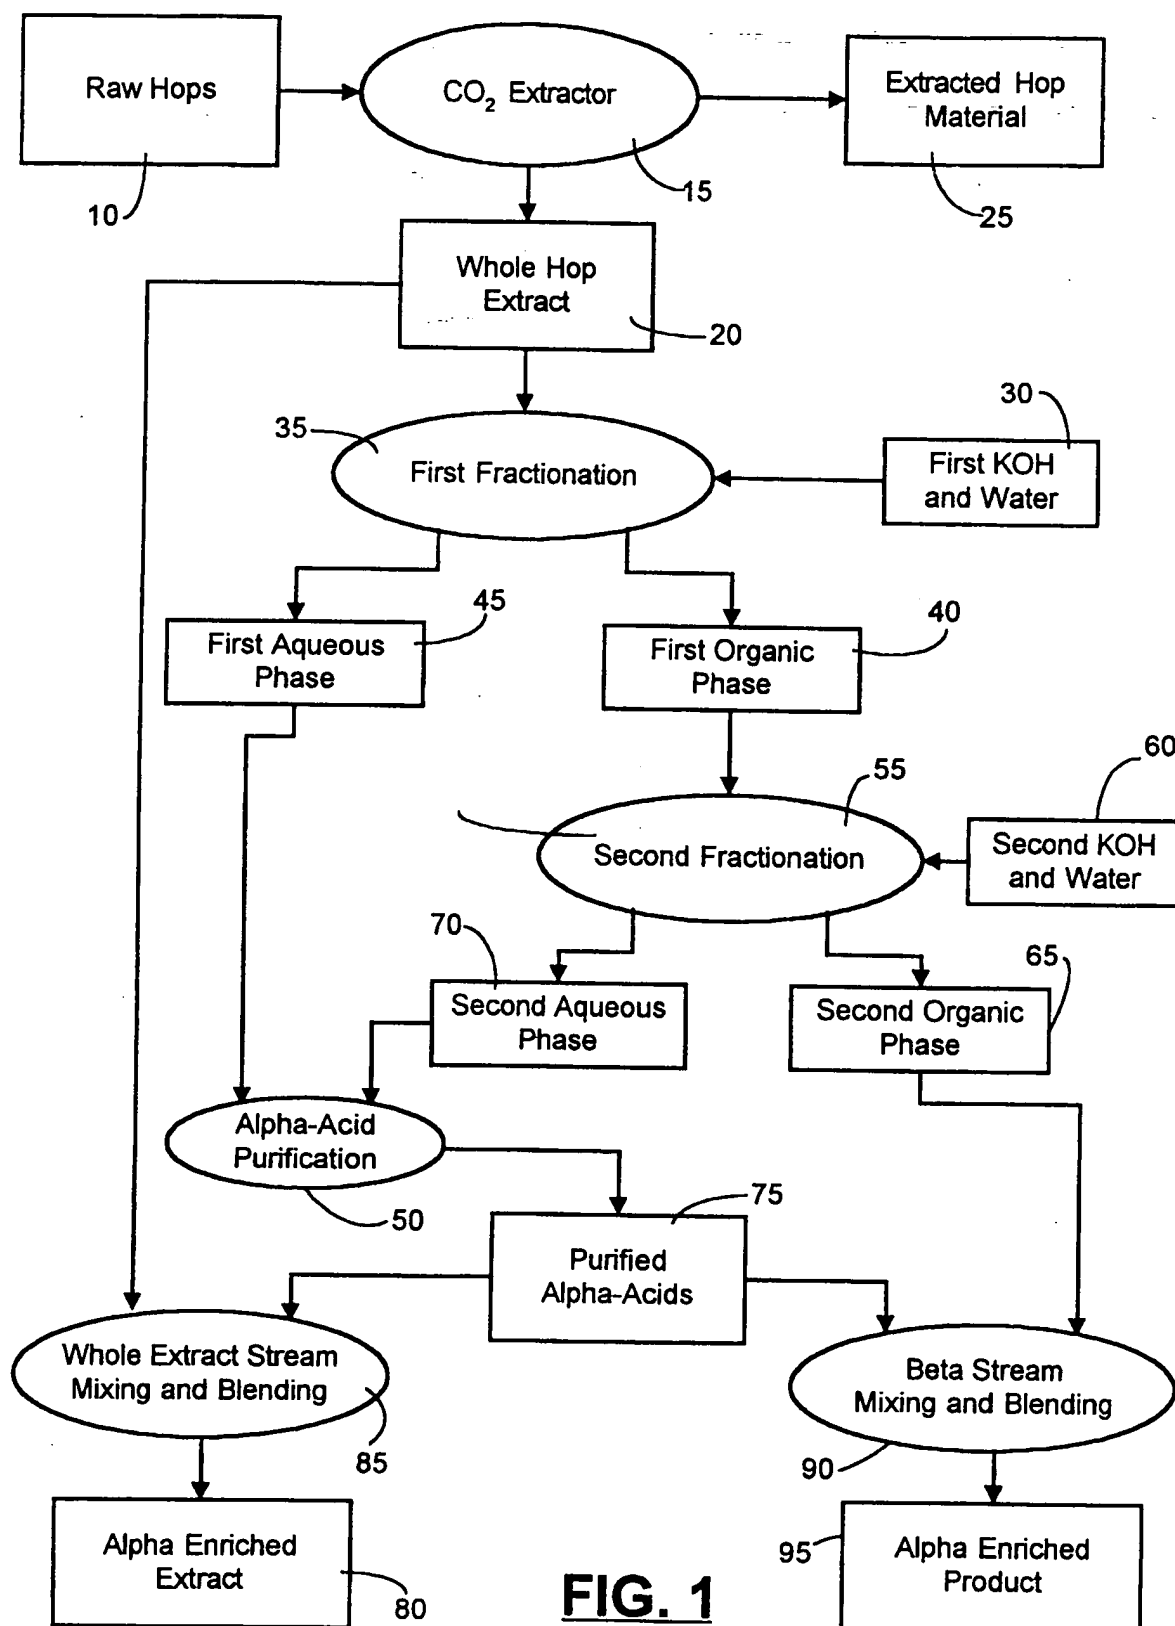 Raw Hops
CO₂ Extractor
Extracted Hop
Material
10
15
25
Whole Hop
Extract
20
30
35
First Fractionation
First KOH
and Water
45
40
First Aqueous
Phase
First Organic
Phase
60
55
Second Fractionation
Second KOH
and Water
70
65
Second Aqueous
Phase
Second Organic
Phase
Alpha-Acid
Purification
50
75
Purified
Alpha-Acids
Whole Extract Stream
Mixing and Blending
Beta Stream
Mixing and Blending
85
90
Alpha Enriched
Extract
80
95
Alpha Enriched
Product
FIG. 1